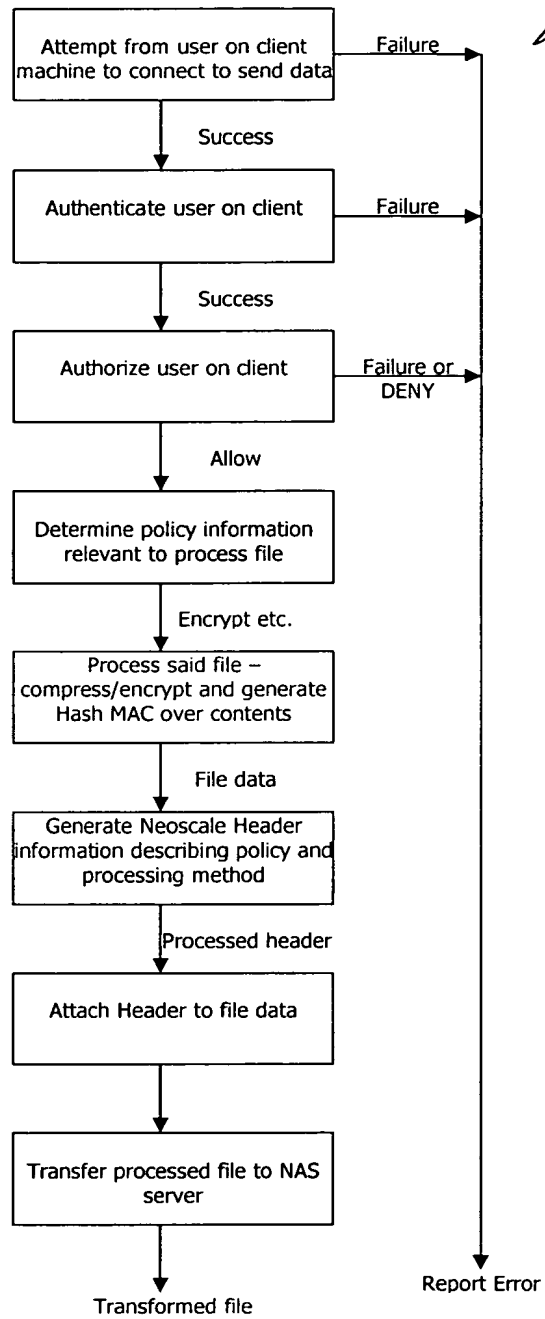 Attempt from user on client
machine to connect to send data
Failure
Success
Authenticate user on client
Failure
Success
Authorize user on client
Failure or
DENY
Allow
Determine policy information
relevant to process file
Encrypt etc.
Process said file –
compress/encrypt and generate
Hash MAC over contents
File data
Generate Neoscale Header
information describing policy and
processing method
Processed header
Attach Header to file data
Transfer processed file to NAS
server
Transformed file
Report Error